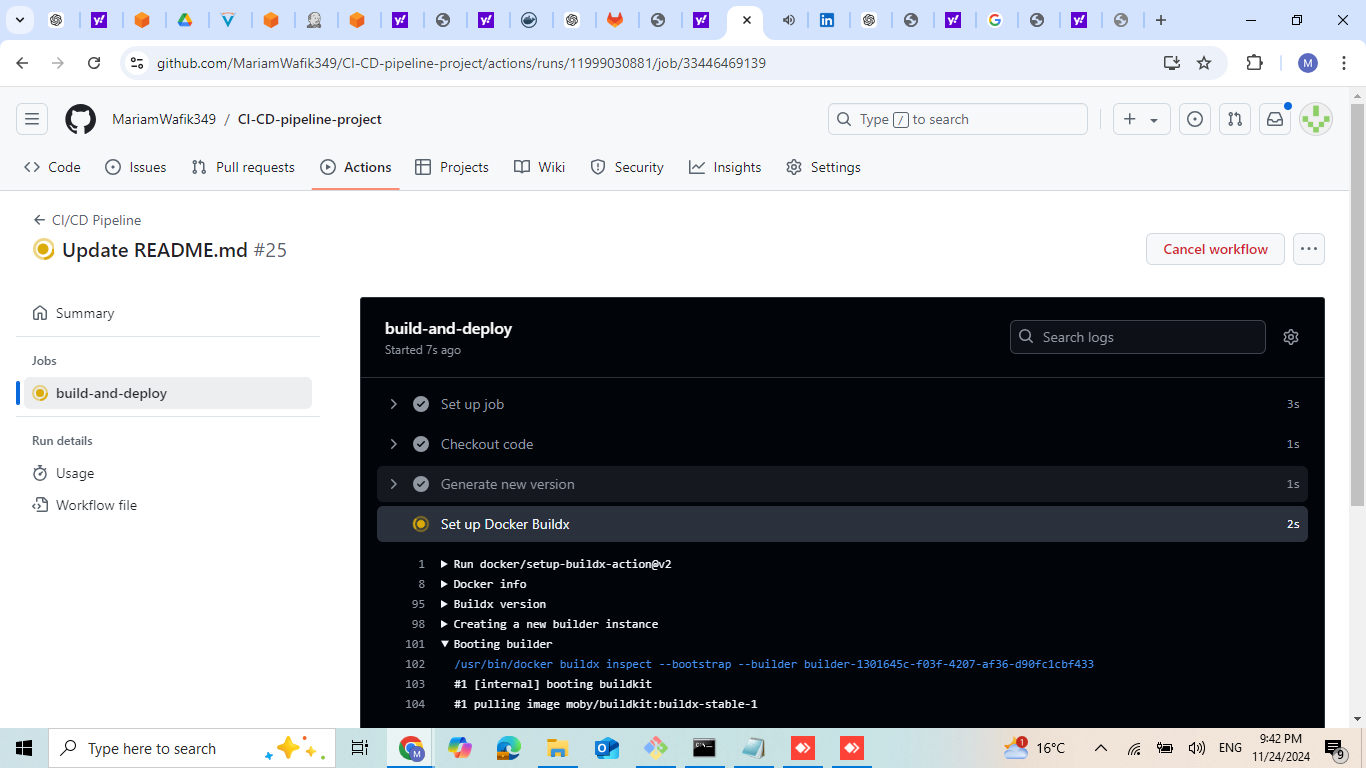 github.com/MariamWafik349/CI-CD-pipeline-project/actions/runs/11999030881/job/33446469139
M
MariamWafik349 / CI-CD-pipeline-project
Type / to search
Code
Issues
Pull requests
Actions
Projects
Wiki
Security
Insights
Settings
CI/CD Pipeline
Update README.md #25
Cancel workflow
Summary
Jobs
build-and-deploy
Run details
Usage
Workflow file
build-and-deploy
Started 7s ago
Search logs
Set up job 3s
Checkout code 1s
Generate new version 1s
Set up Docker Buildx 2s
1 Run docker/setup-buildx-action@v2
8 Docker info
95 Buildx version
98 Creating a new builder instance
101 Booting builder
102 /usr/bin/docker buildx inspect --bootstrap --builder builder-1301645c-f03f-4207-af36-d90fc1cbf433
103 #1 [internal] booting buildkit
104 #1 pulling image moby/buildkit:buildx-stable-1
Type here to search
M
1
16°C
ENG
9:42 PM
11/24/2024
9